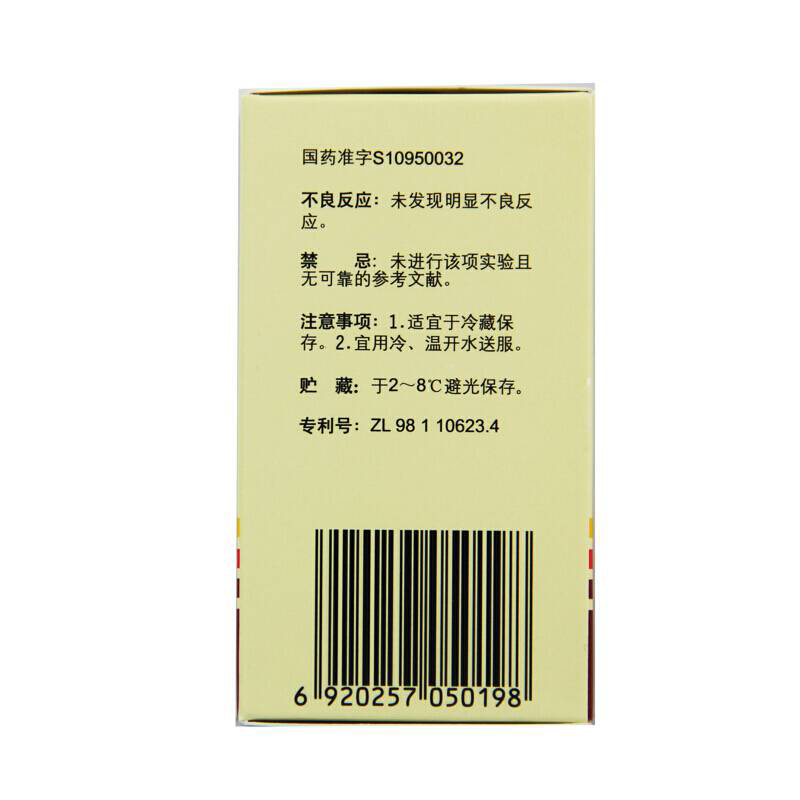 国药准字S10950032
不良反应：未发现明显不良反
应。
禁 忌：未进行该项实验且
无可靠的参考文献。
注意事项：1.适宜于冷藏保
存。2.宜用冷、温开水送服。
贮 藏：于2～8℃避光保存。
专利号：ZL 98 1 10623.4
6 920257 050198